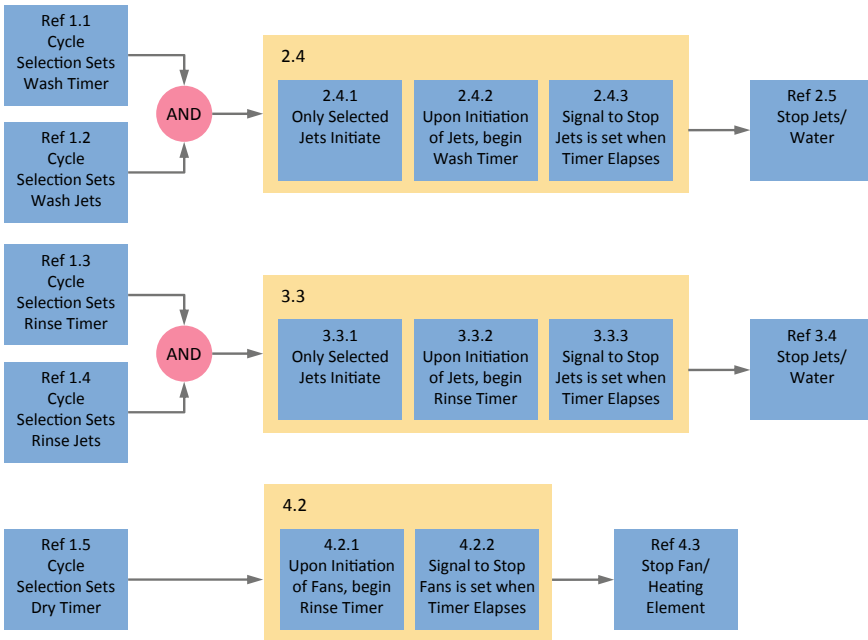 Ref 1.1
Cycle
Selection Sets
Wash Timer
Ref 1.2
Cycle
Selection Sets
Wash Jets
AND
2.4
2.4.1
Only Selected
Jets Initiate
2.4.2
Upon Initiation
of Jets, begin
Wash Timer
2.4.3
Signal to Stop
Jets is set when
Timer Elapses
Ref 2.5
Stop Jets/
Water
Ref 1.3
Cycle
Selection Sets
Rinse Timer
Ref 1.4
Cycle
Selection Sets
Rinse Jets
AND
3.3
3.3.1
Only Selected
Jets Initiate
3.3.2
Upon Initiation
of Jets, begin
Rinse Timer
3.3.3
Signal to Stop
Jets is set when
Timer Elapses
Ref 3.4
Stop Jets/
Water
Ref 1.5
Cycle
Selection Sets
Dry Timer
4.2
4.2.1
Upon Initiation
of Fans, begin
Rinse Timer
4.2.2
Signal to Stop
Fans is set when
Timer Elapses
Ref 4.3
Stop Fan/
Heating
Element